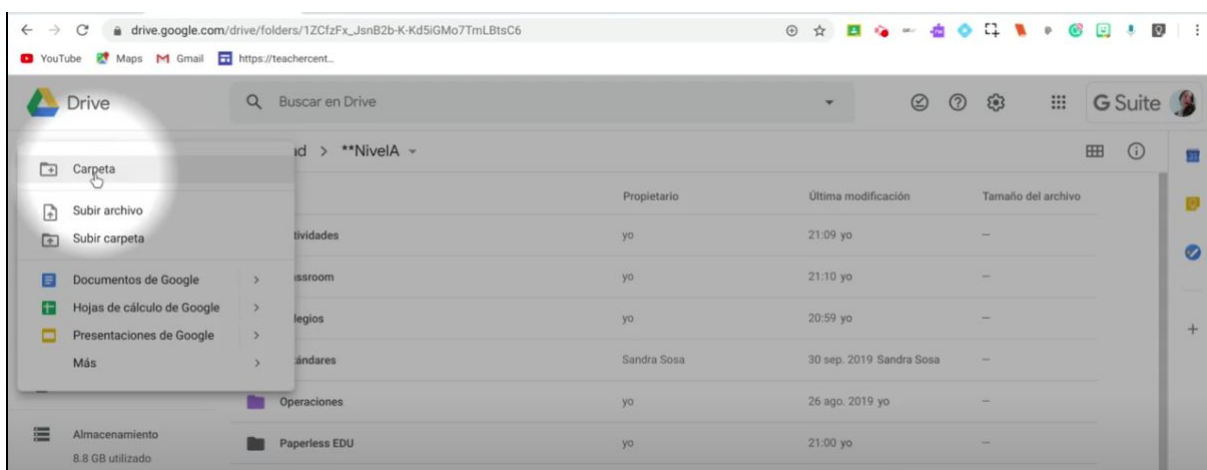 drive.google.com/drive/folders/1ZCfzFx_JsnB2b-K-Kd5iGMo7TmLBtsC6
YouTube Maps Gmail https://teachercent...
Drive Buscar en Drive G Suite
**NivelA
Carpeta
Propietario Última modificación Tamaño del archivo
Subir archivo
Subir carpeta
tividades yo 21:09 yo –
Documentos de Google
ssroom yo 21:10 yo –
Hojas de cálculo de Google
legios yo 20:59 yo –
Presentaciones de Google
Más
ándares Sandra Sosa 30 sep. 2019 Sandra Sosa –
Operaciones yo 26 ago. 2019 yo –
Almacenamiento
Paperless EDU yo 21:00 yo –
8.8 GB utilizado